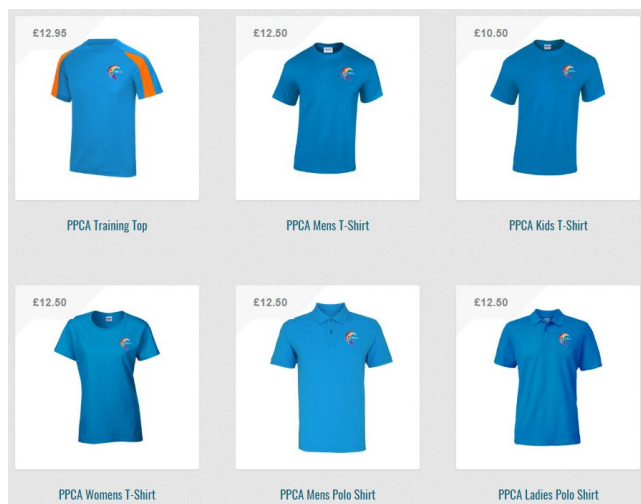 £12.95
£12.50
£10.50
PPCA Training Top
PPCA Mens T-Shirt
PPCA Kids T-Shirt
£12.50
£12.50
£12.50
PPCA Womens T-Shirt
PPCA Mens Polo Shirt
PPCA Ladies Polo Shirt